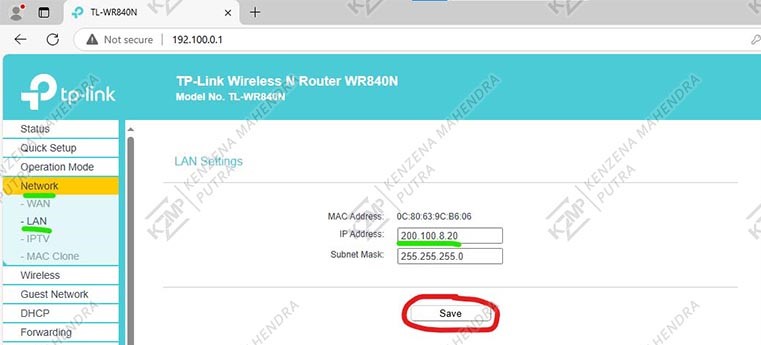 TL-WR840N
Not secure
192.100.0.1
tp-link
TP-Link Wireless N Router WR840N
Model No. TL-WR840N
Status
Quick Setup
Operation Mode
Network
- WAN
- LAN
- IPTV
- MAC Clone
Wireless
Guest Network
DHCP
Forwarding
LAN Settings
MAC Address: 0C:80:63:9C:B6:06
IP Address: 200.100.8.20
Subnet Mask: 255.255.255.0
Save
KZMP | KENZENA MAHENDRA PUTRA